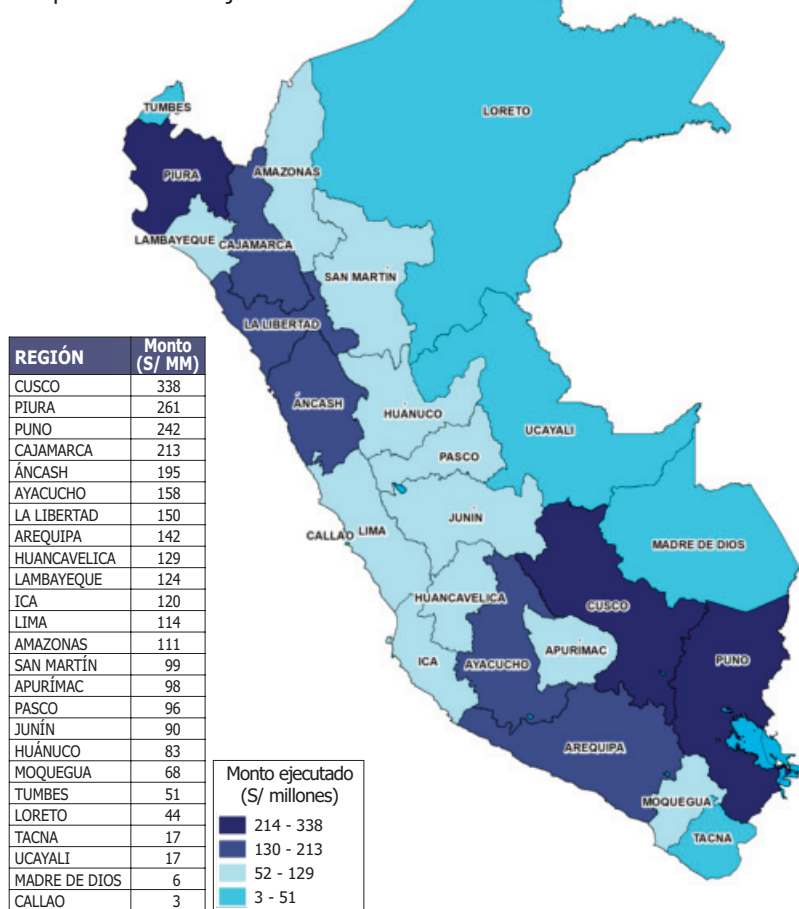 TUMBES
LORETO
PIURA
AMAZONAS
LAMBAYEQUE
CAJAMARCA
SAN MARTÍN
LA LIBERTAD
ÁNCASH
HUÁNUCO
UCAYALI
PASCO
JUNÍN
CALLAO
LIMA
MADRE DE DIOS
HUANCAVELICA
CUSCO
ICA
AYACUCHO
APURÍMAC
PUNO
AREQUIPA
MOQUEGUA
TACNA
REGIÓN Monto (S/ MM)
CUSCO 338
PIURA 261
PUNO 242
CAJAMARCA 213
ÁNCASH 195
AYACUCHO 158
LA LIBERTAD 150
AREQUIPA 142
HUANCAVELICA 129
LAMBAYEQUE 124
ICA 120
LIMA 114
AMAZONAS 111
SAN MARTÍN 99
APURÍMAC 98
PASCO 96
JUNÍN 90
HUÁNUCO 83
MOQUEGUA 68
TUMBES 51
LORETO 44
TACNA 17
UCAYALI 17
MADRE DE DIOS 6
CALLAO 3
Monto ejecutado
(S/ millones)
214 - 338
130 - 213
52 - 129
3 - 51